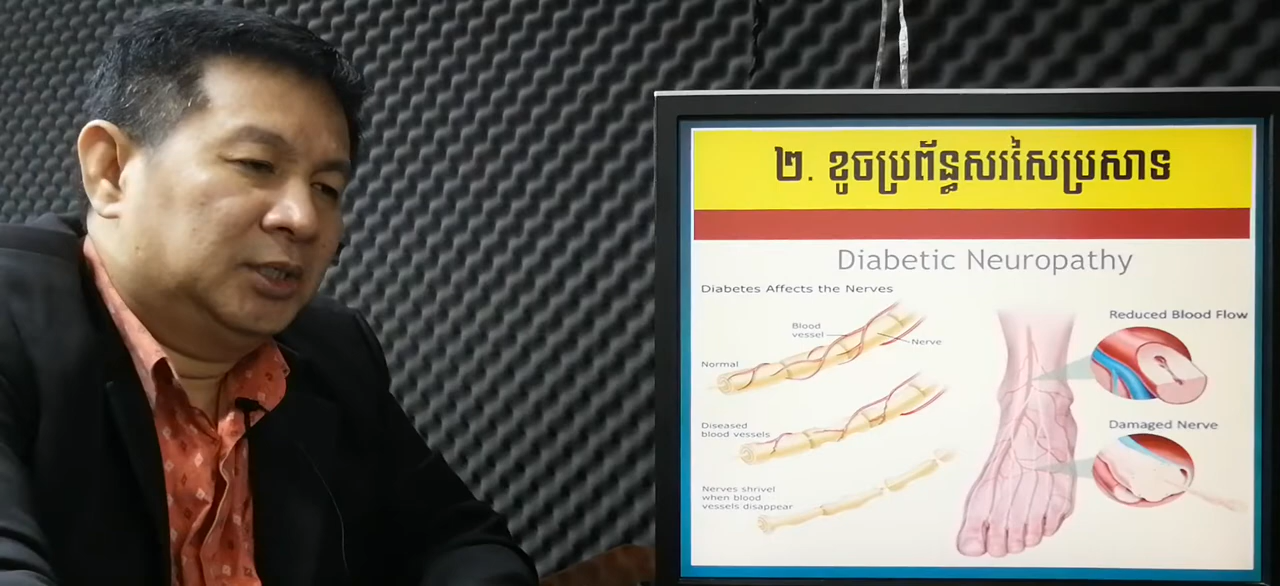 ២. ខូចប្រព័ន្ធសរសៃប្រសាទ
Diabetic Neuropathy
Diabetes Affects the Nerves
Blood
vessel
Nerve
Normal
Diseased
blood vessels
Nerves shrivel
when blood
vessels disappear
Reduced Blood Flow
Damaged Nerve